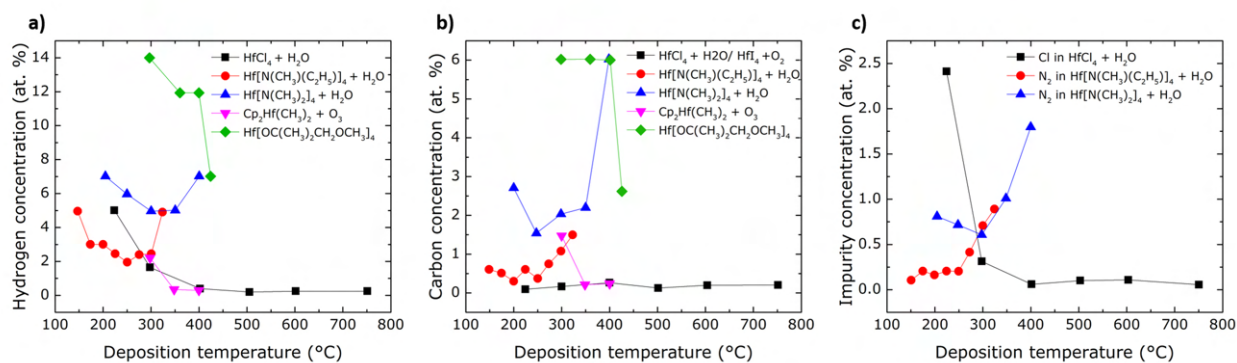 a)
Hydrogen concentration (at. %)
16
14
12
10
8
6
4
2
0
HfCl₄ + H₂O
Hf[N(CH₃)(C₂H₅)]₄ + H₂O
Hf[N(CH₃)₂]₄ + H₂O
Cp₂Hf(CH₃)₂ + O₃
Hf[OC(CH₃)₂CH₂OCH₃]₄
100 200 300 400 500 600 700 800
Deposition temperature (°C)
b)
Carbon concentration (at. %)
6
5
4
3
2
1
0
HfCl₄ + H2O/ HfI₄ +O₂
Hf[N(CH₃)(C₂H₅)]₄ + H₂O
Hf[N(CH₃)₂]₄ + H₂O
Cp₂Hf(CH₃)₂ + O₃
Hf[OC(CH₃)₂CH₂OCH₃]₄
100 200 300 400 500 600 700 800
Deposition temperature (°C)
c)
Impurity concentration (at. %)
2.5
2.0
1.5
1.0
0.5
0.0
Cl in HfCl₄ + H₂O
N₂ in Hf[N(CH₃)(C₂H₅)]₄ + H₂O
N₂ in Hf[N(CH₃)₂]₄ + H₂O
100 200 300 400 500 600 700 800
Deposition temperature (°C)